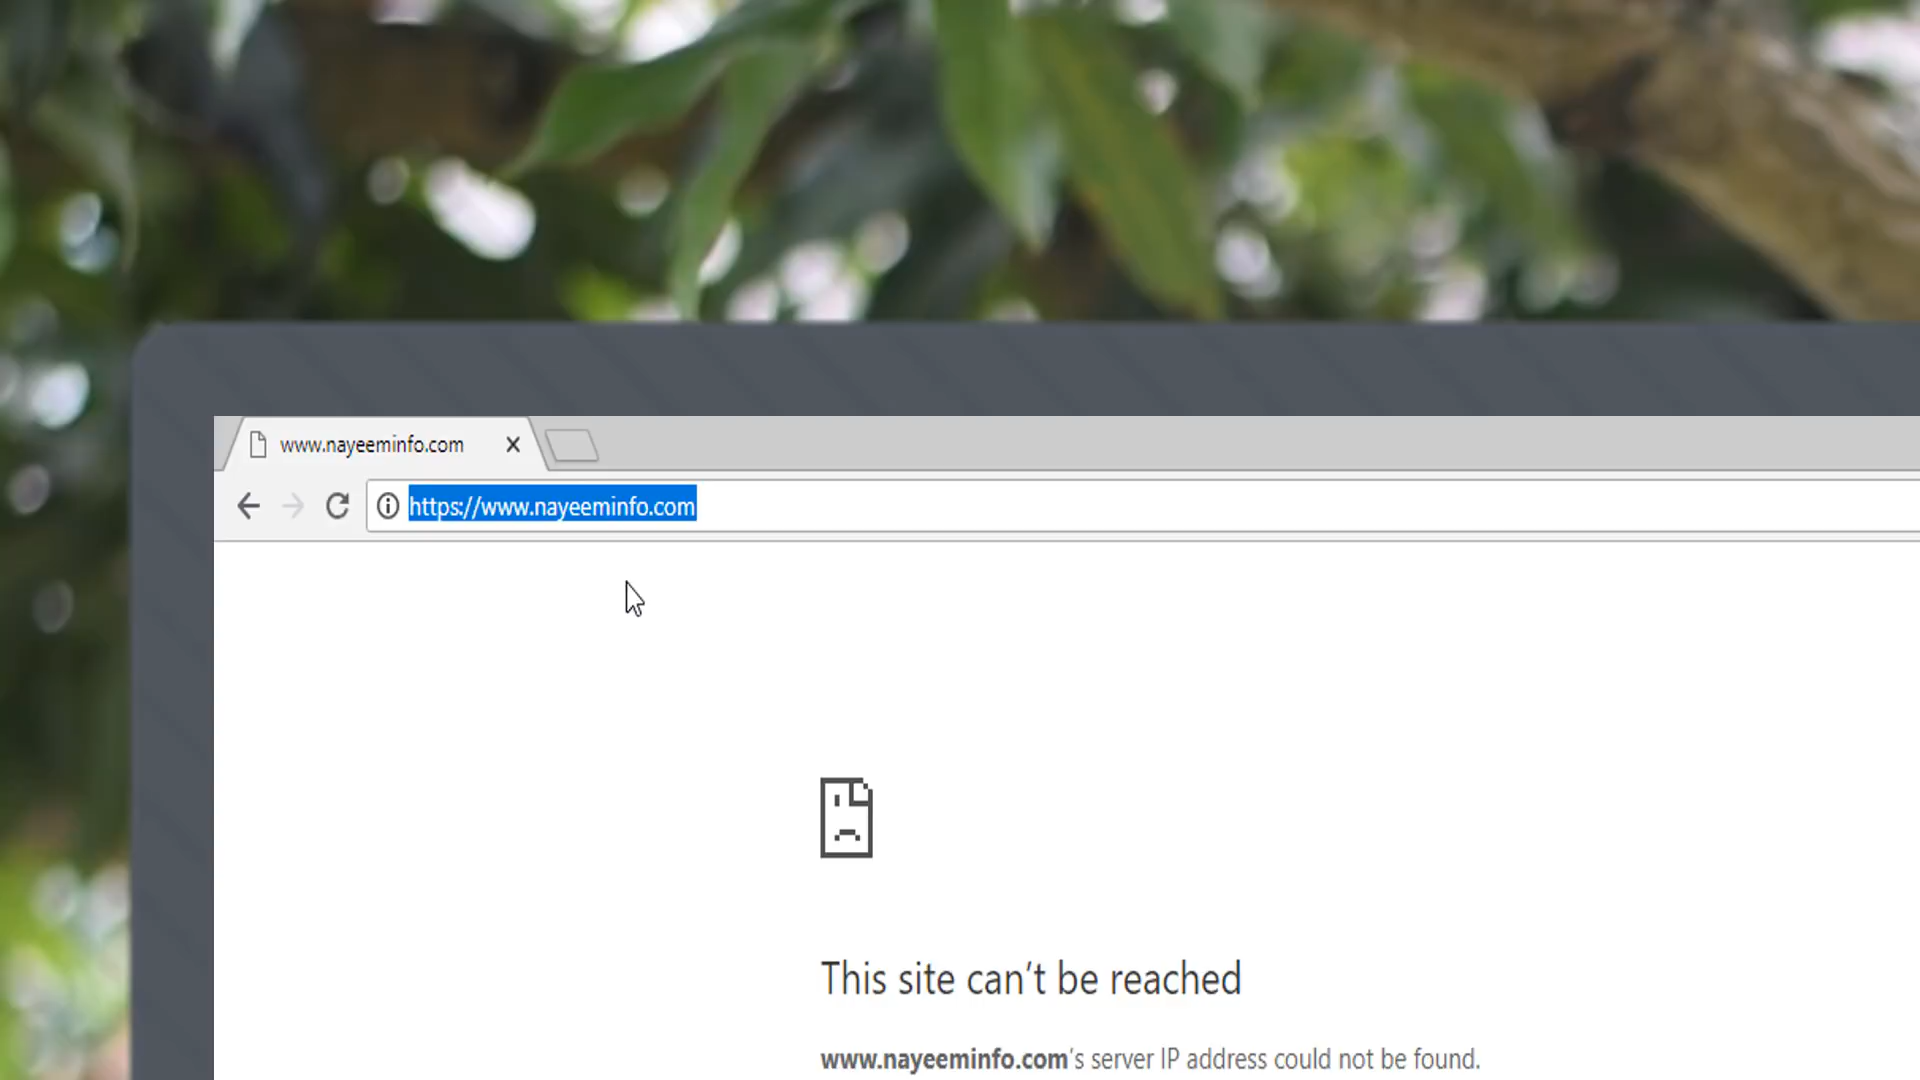 www.nayeeminfo.com
https://www.nayeeminfo.com
This site can’t be reached
www.nayeeminfo.com’s server IP address could not be found.